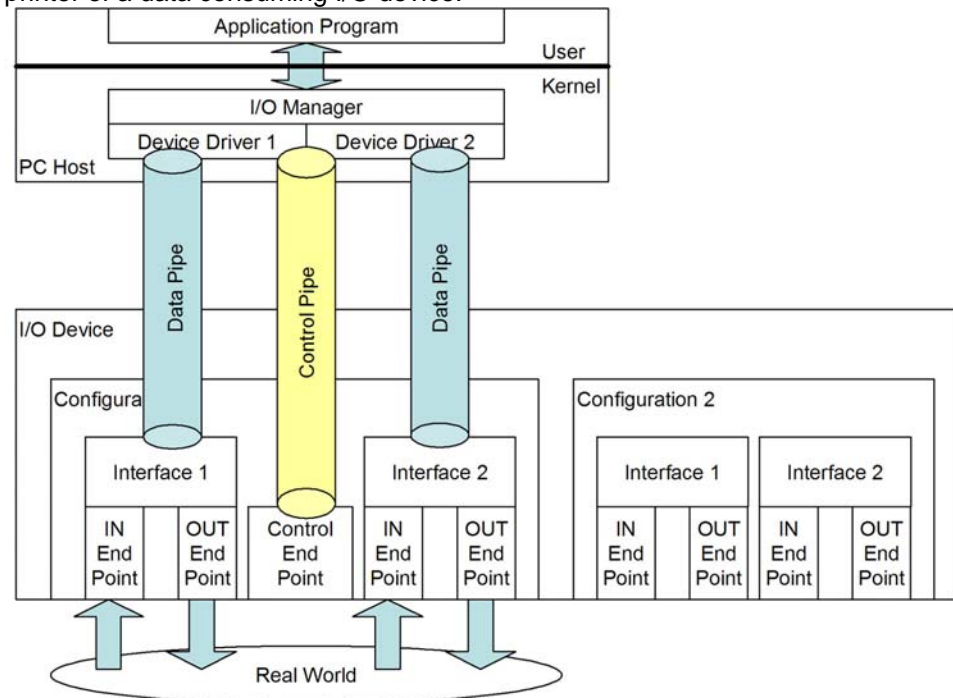 printer of a data consuming I/O device.
Application Program
User
Kernel
I/O Manager
Device Driver 1
Device Driver 2
PC Host
Data Pipe
Control Pipe
Data Pipe
I/O Device
Configura
Configuration 2
Interface 1
Interface 2
Interface 1
Interface 2
IN
End
Point
OUT
End
Point
Control
End
Point
IN
End
Point
OUT
End
Point
IN
End
Point
OUT
End
Point
IN
End
Point
OUT
End
Point
Real World